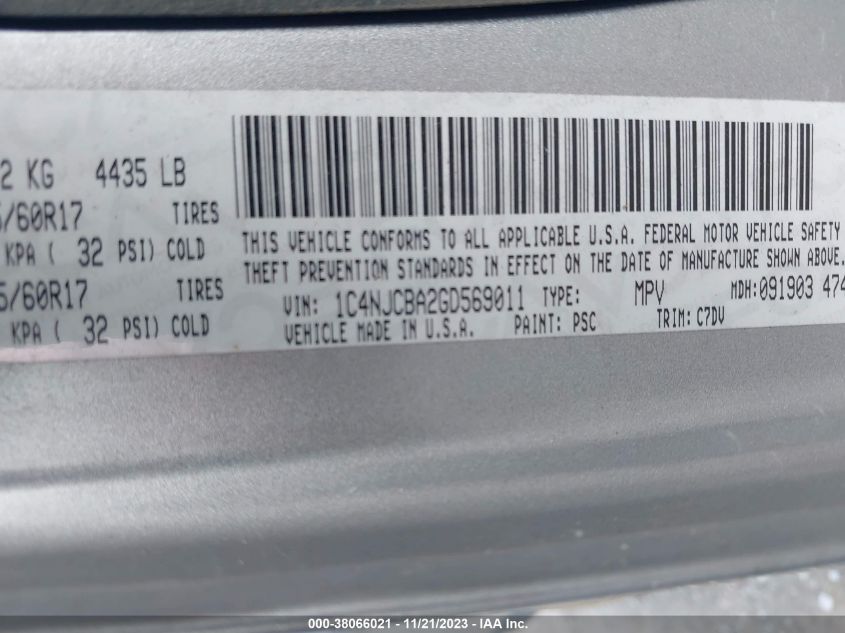 2 KG 4435 LB
/60R17 TIRES
KPA ( 32 PSI) COLD
5/60R17 TIRES
KPA ( 32 PSI) COLD
THIS VEHICLE CONFORMS TO ALL APPLICABLE U.S.A. FEDERAL MOTOR VEHICLE SAFETY
THEFT PREVENTION STANDARDS IN EFFECT ON THE DATE OF MANUFACTURE SHOWN ABOVE.
VIN: 1C4NJCBA2GD569011 TYPE: MPV MDH:091903 474
VEHICLE MADE IN U.S.A. PAINT: PSC TRIM: C7DV
000-38066021 - 11/21/2023 - IAA Inc.